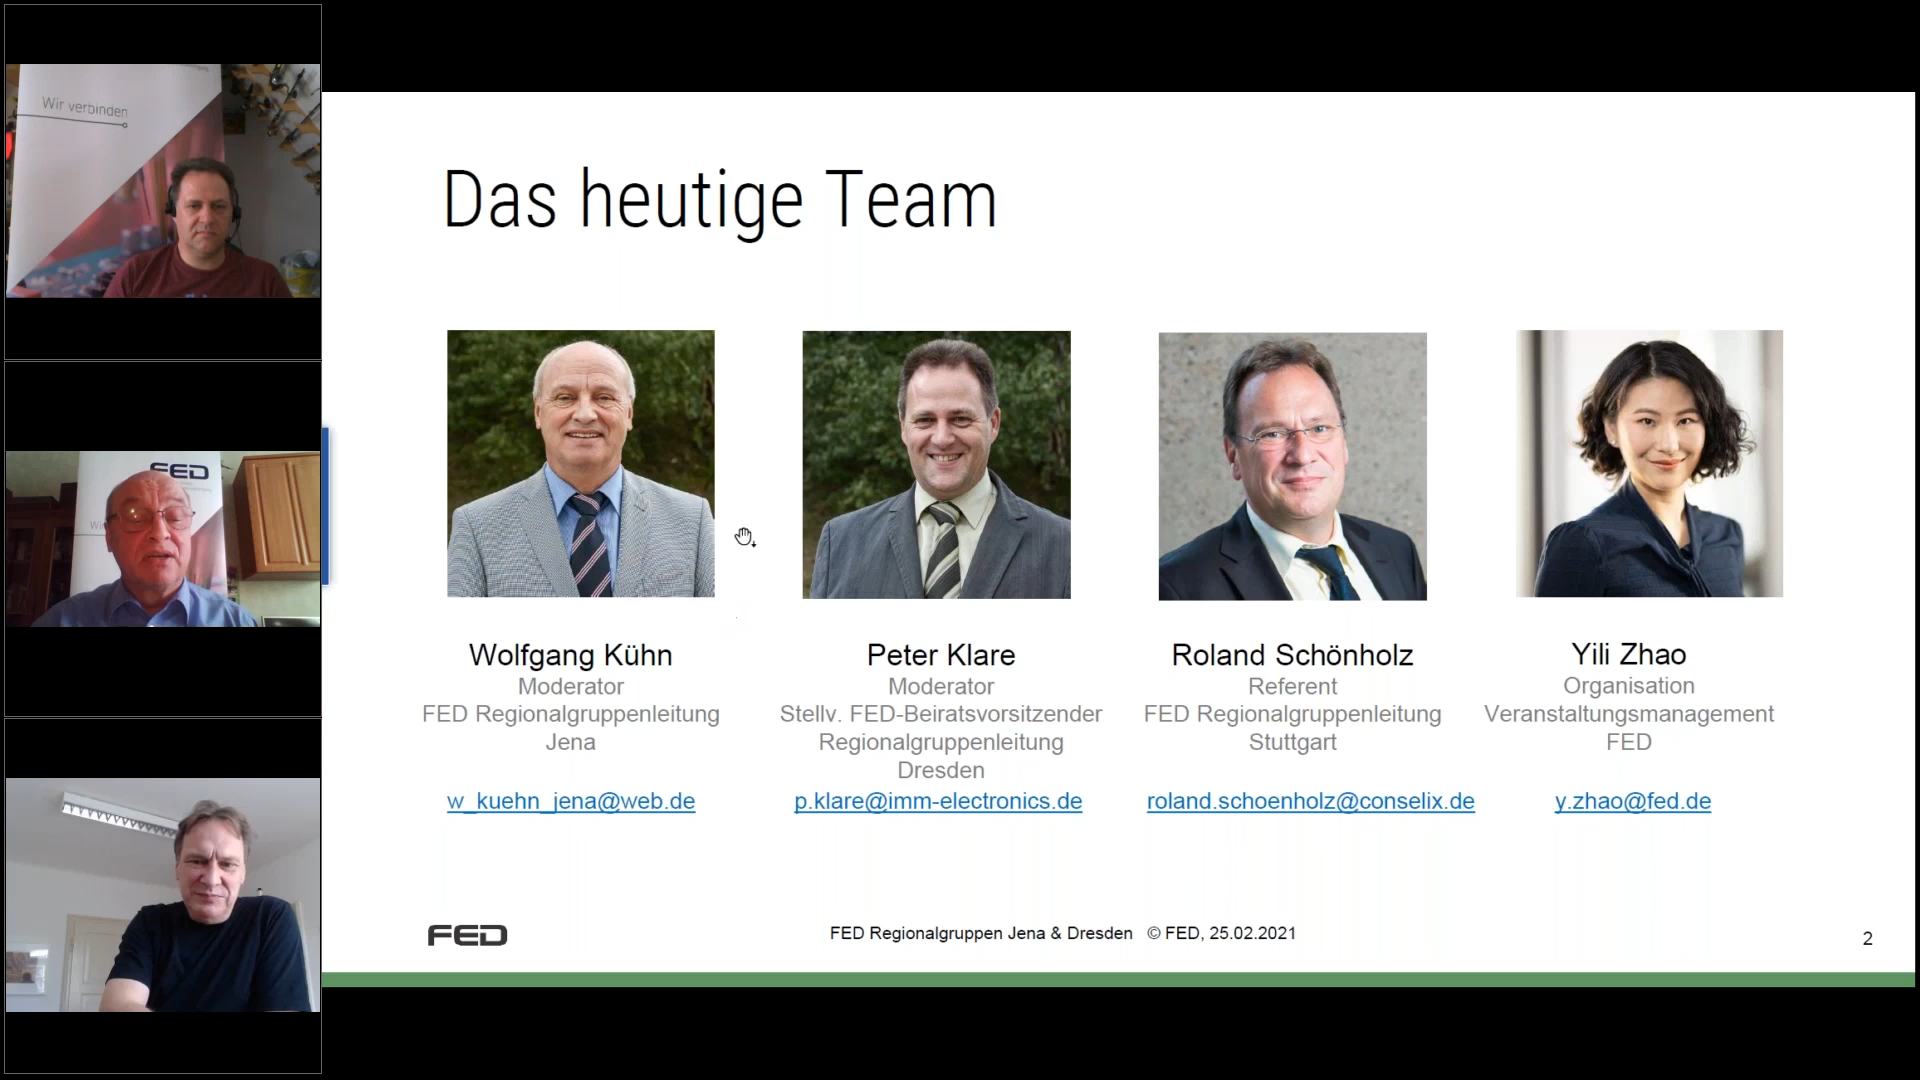 Wir verbinden
FED
Das heutige Team
Wolfgang Kühn
Moderator
FED Regionalgruppenleitung
Jena
w_kuehn_jena@web.de
Peter Klare
Moderator
Stellv. FED-Beiratsvorsitzender
Regionalgruppenleitung
Dresden
p.klare@imm-electronics.de
Roland Schönholz
Referent
FED Regionalgruppenleitung
Stuttgart
roland.schoenholz@conselix.de
Yili Zhao
Organisation
Veranstaltungsmanagement
FED
y.zhao@fed.de
FED
FED Regionalgruppen Jena & Dresden © FED, 25.02.2021
2